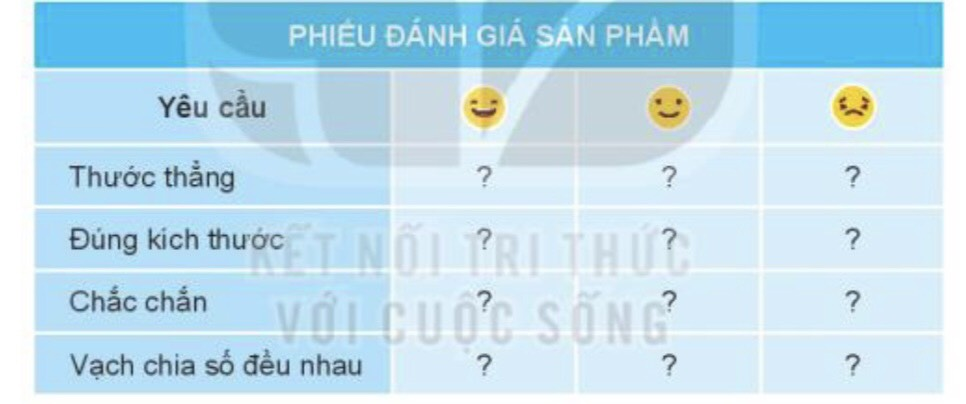 PHIẾU ĐÁNH GIÁ SẢN PHẨM
Yêu cầu
Thước thẳng ? ? ?
Đúng kích thước ? ? ?
Chắc chắn ? ? ?
Vạch chia số đều nhau ? ? ?
KẾT NỐI TRI THỨC
VỚI CUỘC SỐNG